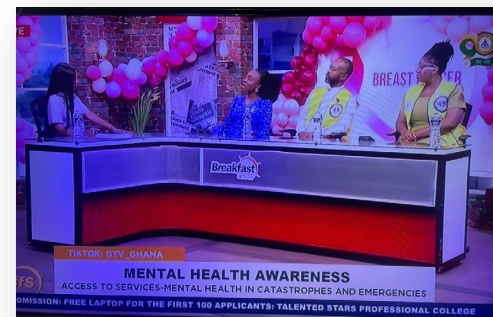 BREAST
Breakfast
TIKTOK: GTV_GHANA
MENTAL HEALTH AWARENESS
ACCESS TO SERVICES-MENTAL HEALTH IN CATASTROPHES AND EMERGENCIES
DMISSION: FREE LAPTOP FOR THE FIRST 100 APPLICANTS: TALENTED STARS PROFESSIONAL COLLEGE